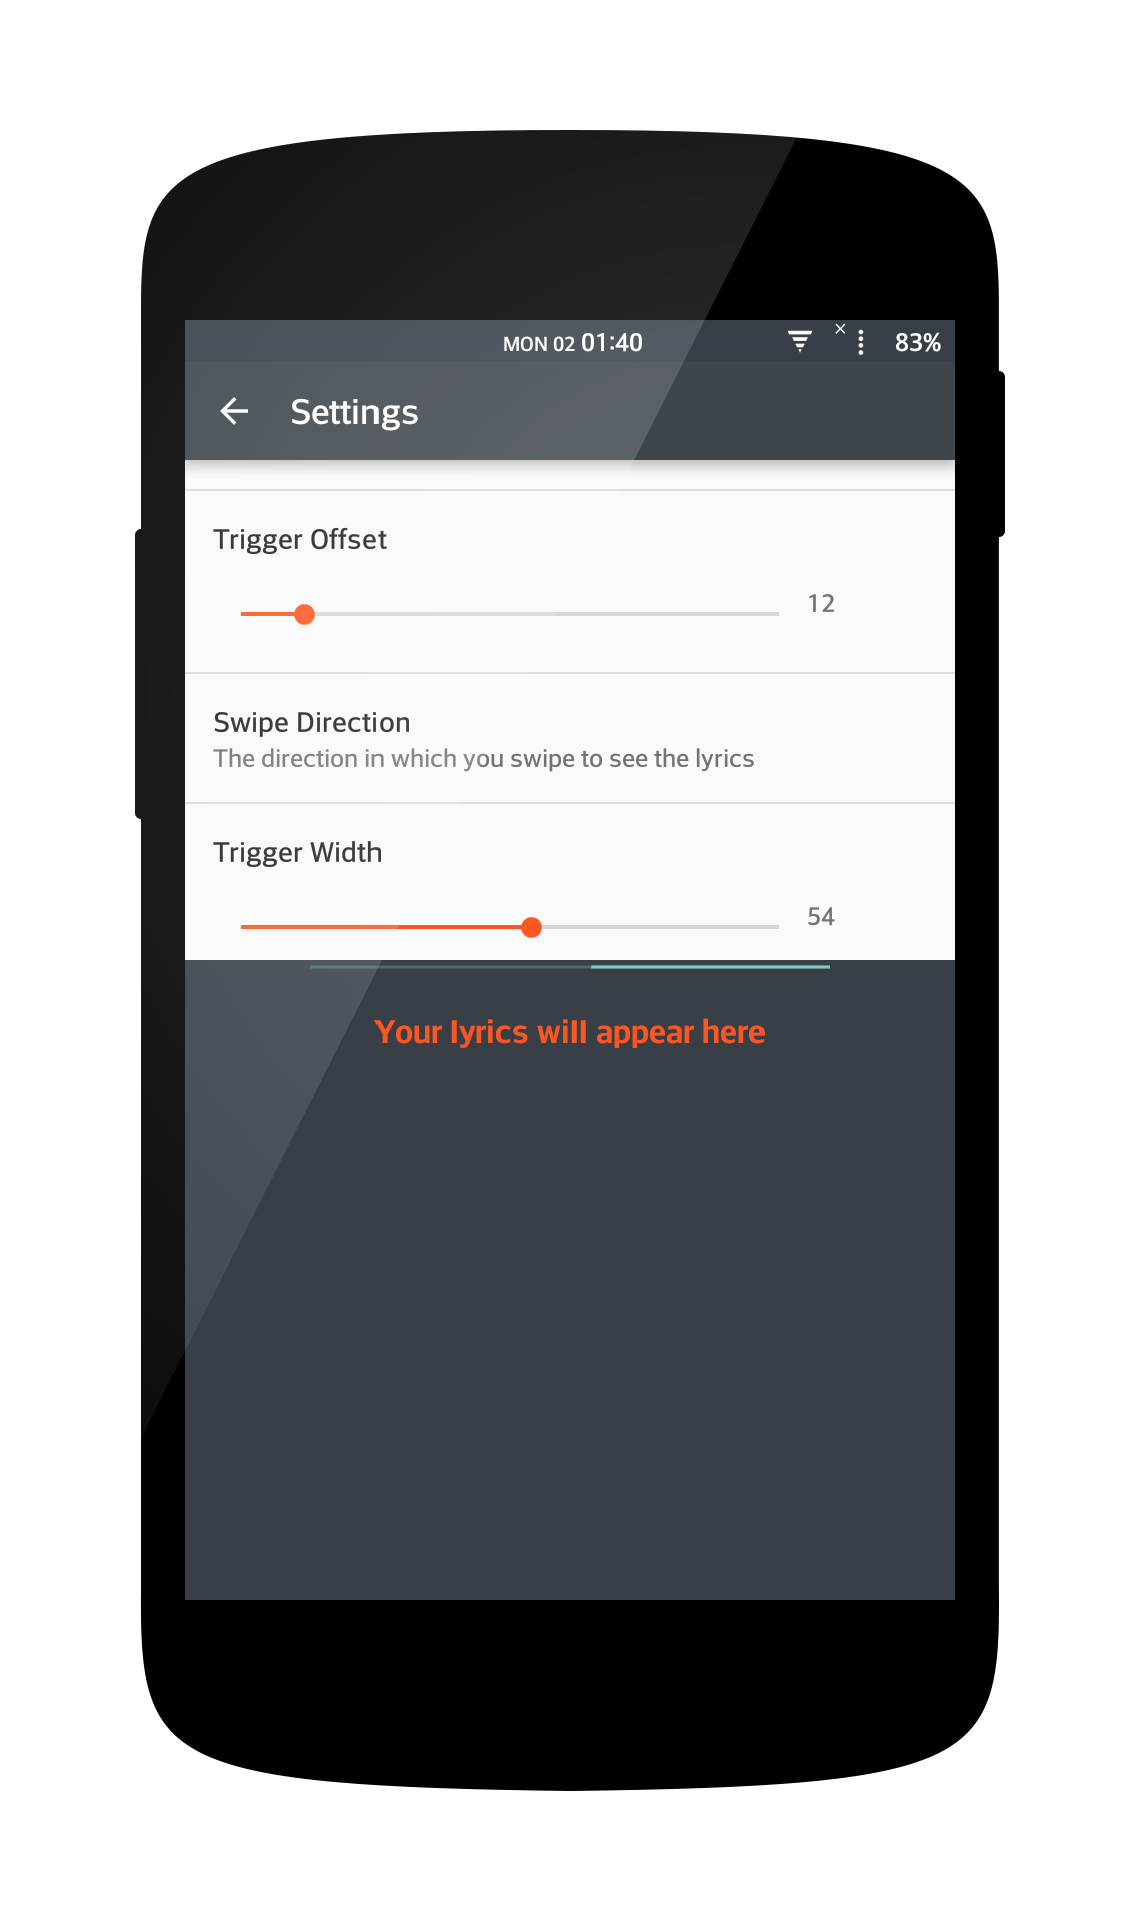 MON 02 01:40 83%
Settings
Trigger Offset
12
Swipe Direction
The direction in which you swipe to see the lyrics
Trigger Width
54
Your lyrics will appear here